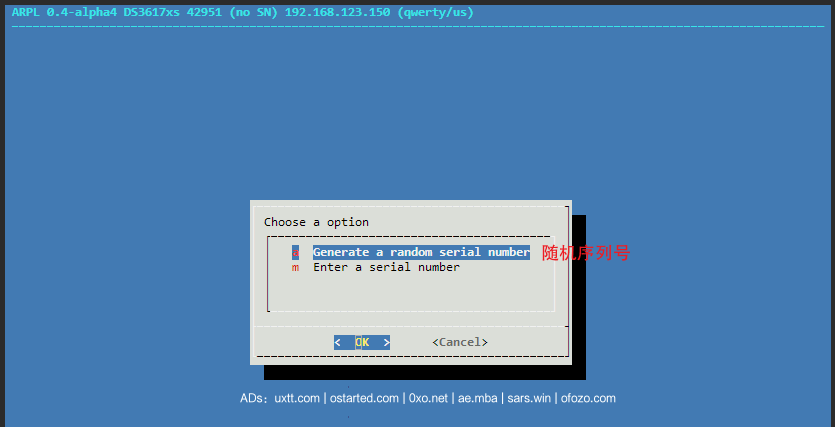 ARPL 0.4-alpha4 DS3617xs 42951 (no SN) 192.168.123.150 (qwerty/us)
Choose a option
a Generate a random serial number 随机序列号
m Enter a serial number
< OK > <Cancel>
ADs：uxtt.com | ostarted.com | 0xo.net | ae.mba | sars.win | ofozo.com